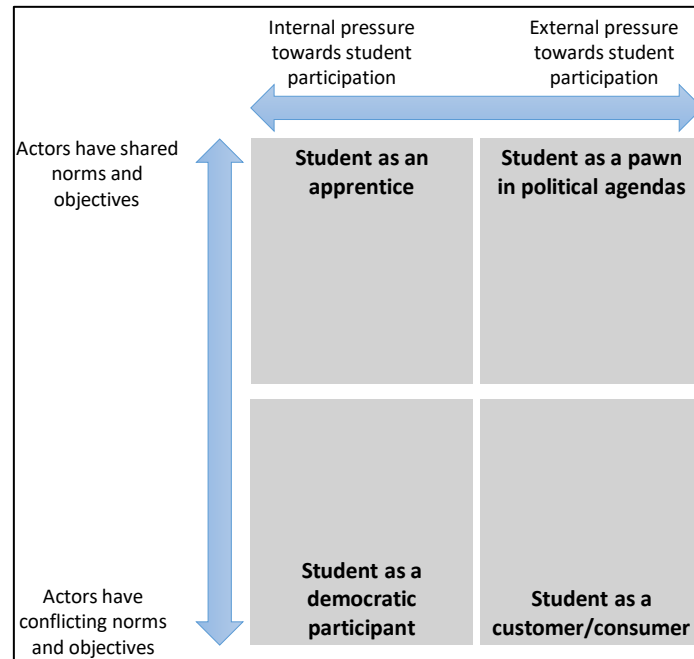 Internal pressure
towards student
participation
External pressure
towards student
participation
Actors have shared
norms and
objectives
Student as an
apprentice
Student as a pawn
in political agendas
Actors have
conflicting norms
and objectives
Student as a
democratic
participant
Student as a
customer/consumer